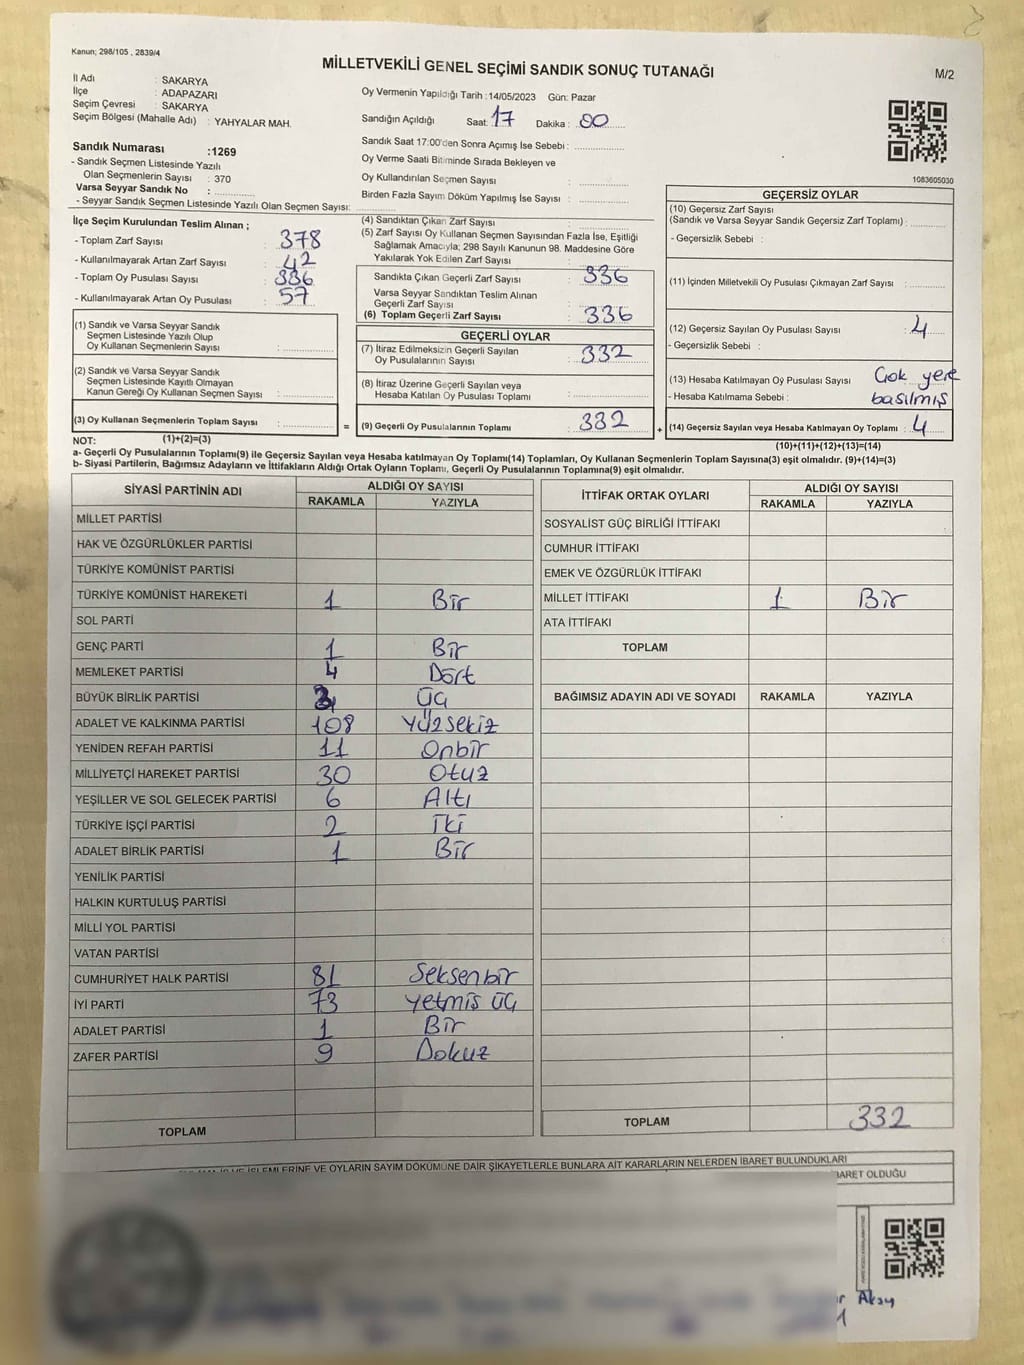 Kanun; 298/105 , 2839/4
MİLLETVEKİLİ GENEL SEÇİMİ SANDIK SONUÇ TUTANAĞI
M/2
İl Adı : SAKARYA
İlçe : ADAPAZARI
Seçim Çevresi : SAKARYA
Seçim Bölgesi (Mahalle Adı) : YAHYALAR MAH.
Sandık Numarası :1269
- Sandık Seçmen Listesinde Yazılı
Olan Seçmenlerin Sayısı : 370
Varsa Seyyar Sandık No :
- Seyyar Sandık Seçmen Listesinde Yazılı Olan Seçmen Sayısı:
Oy Vermenin Yapıldığı Tarih :14/05/2023 Gün: Pazar
Sandığın Açıldığı Saat: 17 Dakika : 00
Sandık Saat 17:00'den Sonra Açımış İse Sebebi :
Oy Verme Saati Bitiminde Sırada Bekleyen ve
Oy Kullandırılan Seçmen Sayısı :
Birden Fazla Sayım Döküm Yapılmış İse Sayısı :
1083605030
İlçe Seçim Kurulundan Teslim Alınan ;
- Toplam Zarf Sayısı : 378
- Kullanılmayarak Artan Zarf Sayısı : 42
- Toplam Oy Pusulası Sayısı : 386
- Kullanılmayarak Artan Oy Pusulası : 57
(1) Sandık ve Varsa Seyyar Sandık
Seçmen Listesinde Yazılı Olup
Oy Kullanan Seçmenlerin Sayısı :
(2) Sandık ve Varsa Seyyar Sandık
Seçmen Listesinde Kayıtlı Olmayan
Kanun Gereği Oy Kullanan Seçmen Sayısı :
(3) Oy Kullanan Seçmenlerin Toplam Sayısı :
(1)+(2)=(3)
(4) Sandıktan Çıkan Zarf Sayısı :
(5) Zarf Sayısı Oy Kullanan Seçmen Sayısından Fazla İse, Eşitliği
Sağlamak Amacıyla; 298 Sayılı Kanunun 98. Maddesine Göre
Yakılarak Yok Edilen Zarf Sayısı :
Sandıkta Çıkan Geçerli Zarf Sayısı : 336
Varsa Seyyar Sandıktan Teslim Alınan
Geçerli Zarf Sayısı :
(6) Toplam Geçerli Zarf Sayısı : 336
GEÇERLİ OYLAR
(7) İtiraz Edilmeksizin Geçerli Sayılan
Oy Pusulalarının Sayısı : 332
(8) İtiraz Üzerine Geçerli Sayılan veya
Hesaba Katılan Oy Pusulası Toplamı :
= (9) Geçerli Oy Pusulalarının Toplamı : 332 +
GEÇERSİZ OYLAR
(10) Geçersiz Zarf Sayısı
(Sandık ve Varsa Seyyar Sandık Geçersiz Zarf Toplamı) :
- Geçersizlik Sebebi :
(11) İçinden Milletvekili Oy Pusulası Çıkmayan Zarf Sayısı :
(12) Geçersiz Sayılan Oy Pusulası Sayısı : 4
- Geçersizlik Sebebi :
(13) Hesaba Katılmayan Oy Pusulası Sayısı Çok yere
- Hesaba Katılmama Sebebi : basılmış
(14) Geçersiz Sayılan veya Hesaba Katılmayan Oy Toplamı : 4
(10)+(11)+(12)+(13)=(14)
NOT:
a- Geçerli Oy Pusulalarının Toplamı(9) ile Geçersiz Sayılan veya Hesaba katılmayan Oy Toplamı(14) Toplamları, Oy Kullanan Seçmenlerin Toplam Sayısına(3) eşit olmalıdır. (9)+(14)=(3)
b- Siyasi Partilerin, Bağımsız Adayların ve İttifakların Aldığı Ortak Oyların Toplamı, Geçerli Oy Pusulalarının Toplamına(9) eşit olmalıdır.
SİYASİ PARTİNİN ADI ALDIĞI OY SAYISI
RAKAMLA YAZIYLA
MİLLET PARTİSİ
HAK VE ÖZGÜRLÜKLER PARTİSİ
TÜRKİYE KOMÜNİST PARTİSİ
TÜRKİYE KOMÜNİST HAREKETİ 1 Bir
SOL PARTİ
GENÇ PARTİ 1 Bir
MEMLEKET PARTİSİ 4 Dört
BÜYÜK BİRLİK PARTİSİ 3 Üç
ADALET VE KALKINMA PARTİSİ 108 Yüzsekiz
YENİDEN REFAH PARTİSİ 11 Onbir
MİLLİYETÇİ HAREKET PARTİSİ 30 Otuz
YEŞİLLER VE SOL GELECEK PARTİSİ 6 Altı
TÜRKİYE İŞÇİ PARTİSİ 2 İki
ADALET BİRLİK PARTİSİ 1 Bir
YENİLİK PARTİSİ
HALKIN KURTULUŞ PARTİSİ
MİLLİ YOL PARTİSİ
VATAN PARTİSİ
CUMHURİYET HALK PARTİSİ 81 Seksenbir
İYİ PARTİ 73 Yetmiş üç
ADALET PARTİSİ 1 Bir
ZAFER PARTİSİ 9 Dokuz
TOPLAM
İTTİFAK ORTAK OYLARI ALDIĞI OY SAYISI
RAKAMLA YAZIYLA
SOSYALİST GÜÇ BİRLİĞİ İTTİFAKI
CUMHUR İTTİFAKI
EMEK VE ÖZGÜRLÜK İTTİFAKI
MİLLET İTTİFAKI 1 Bir
ATA İTTİFAKI
TOPLAM
BAĞIMSIZ ADAYIN ADI VE SOYADI RAKAMLA YAZIYLA
TOPLAM 332
VE OYLARIN SAYIM DÖKÜMÜNE DAİR ŞİKAYETLERLE BUNLARA AİT KARARLARIN NELERDEN İBARET BULUNDUKLARI
OLDUĞU
Aksy